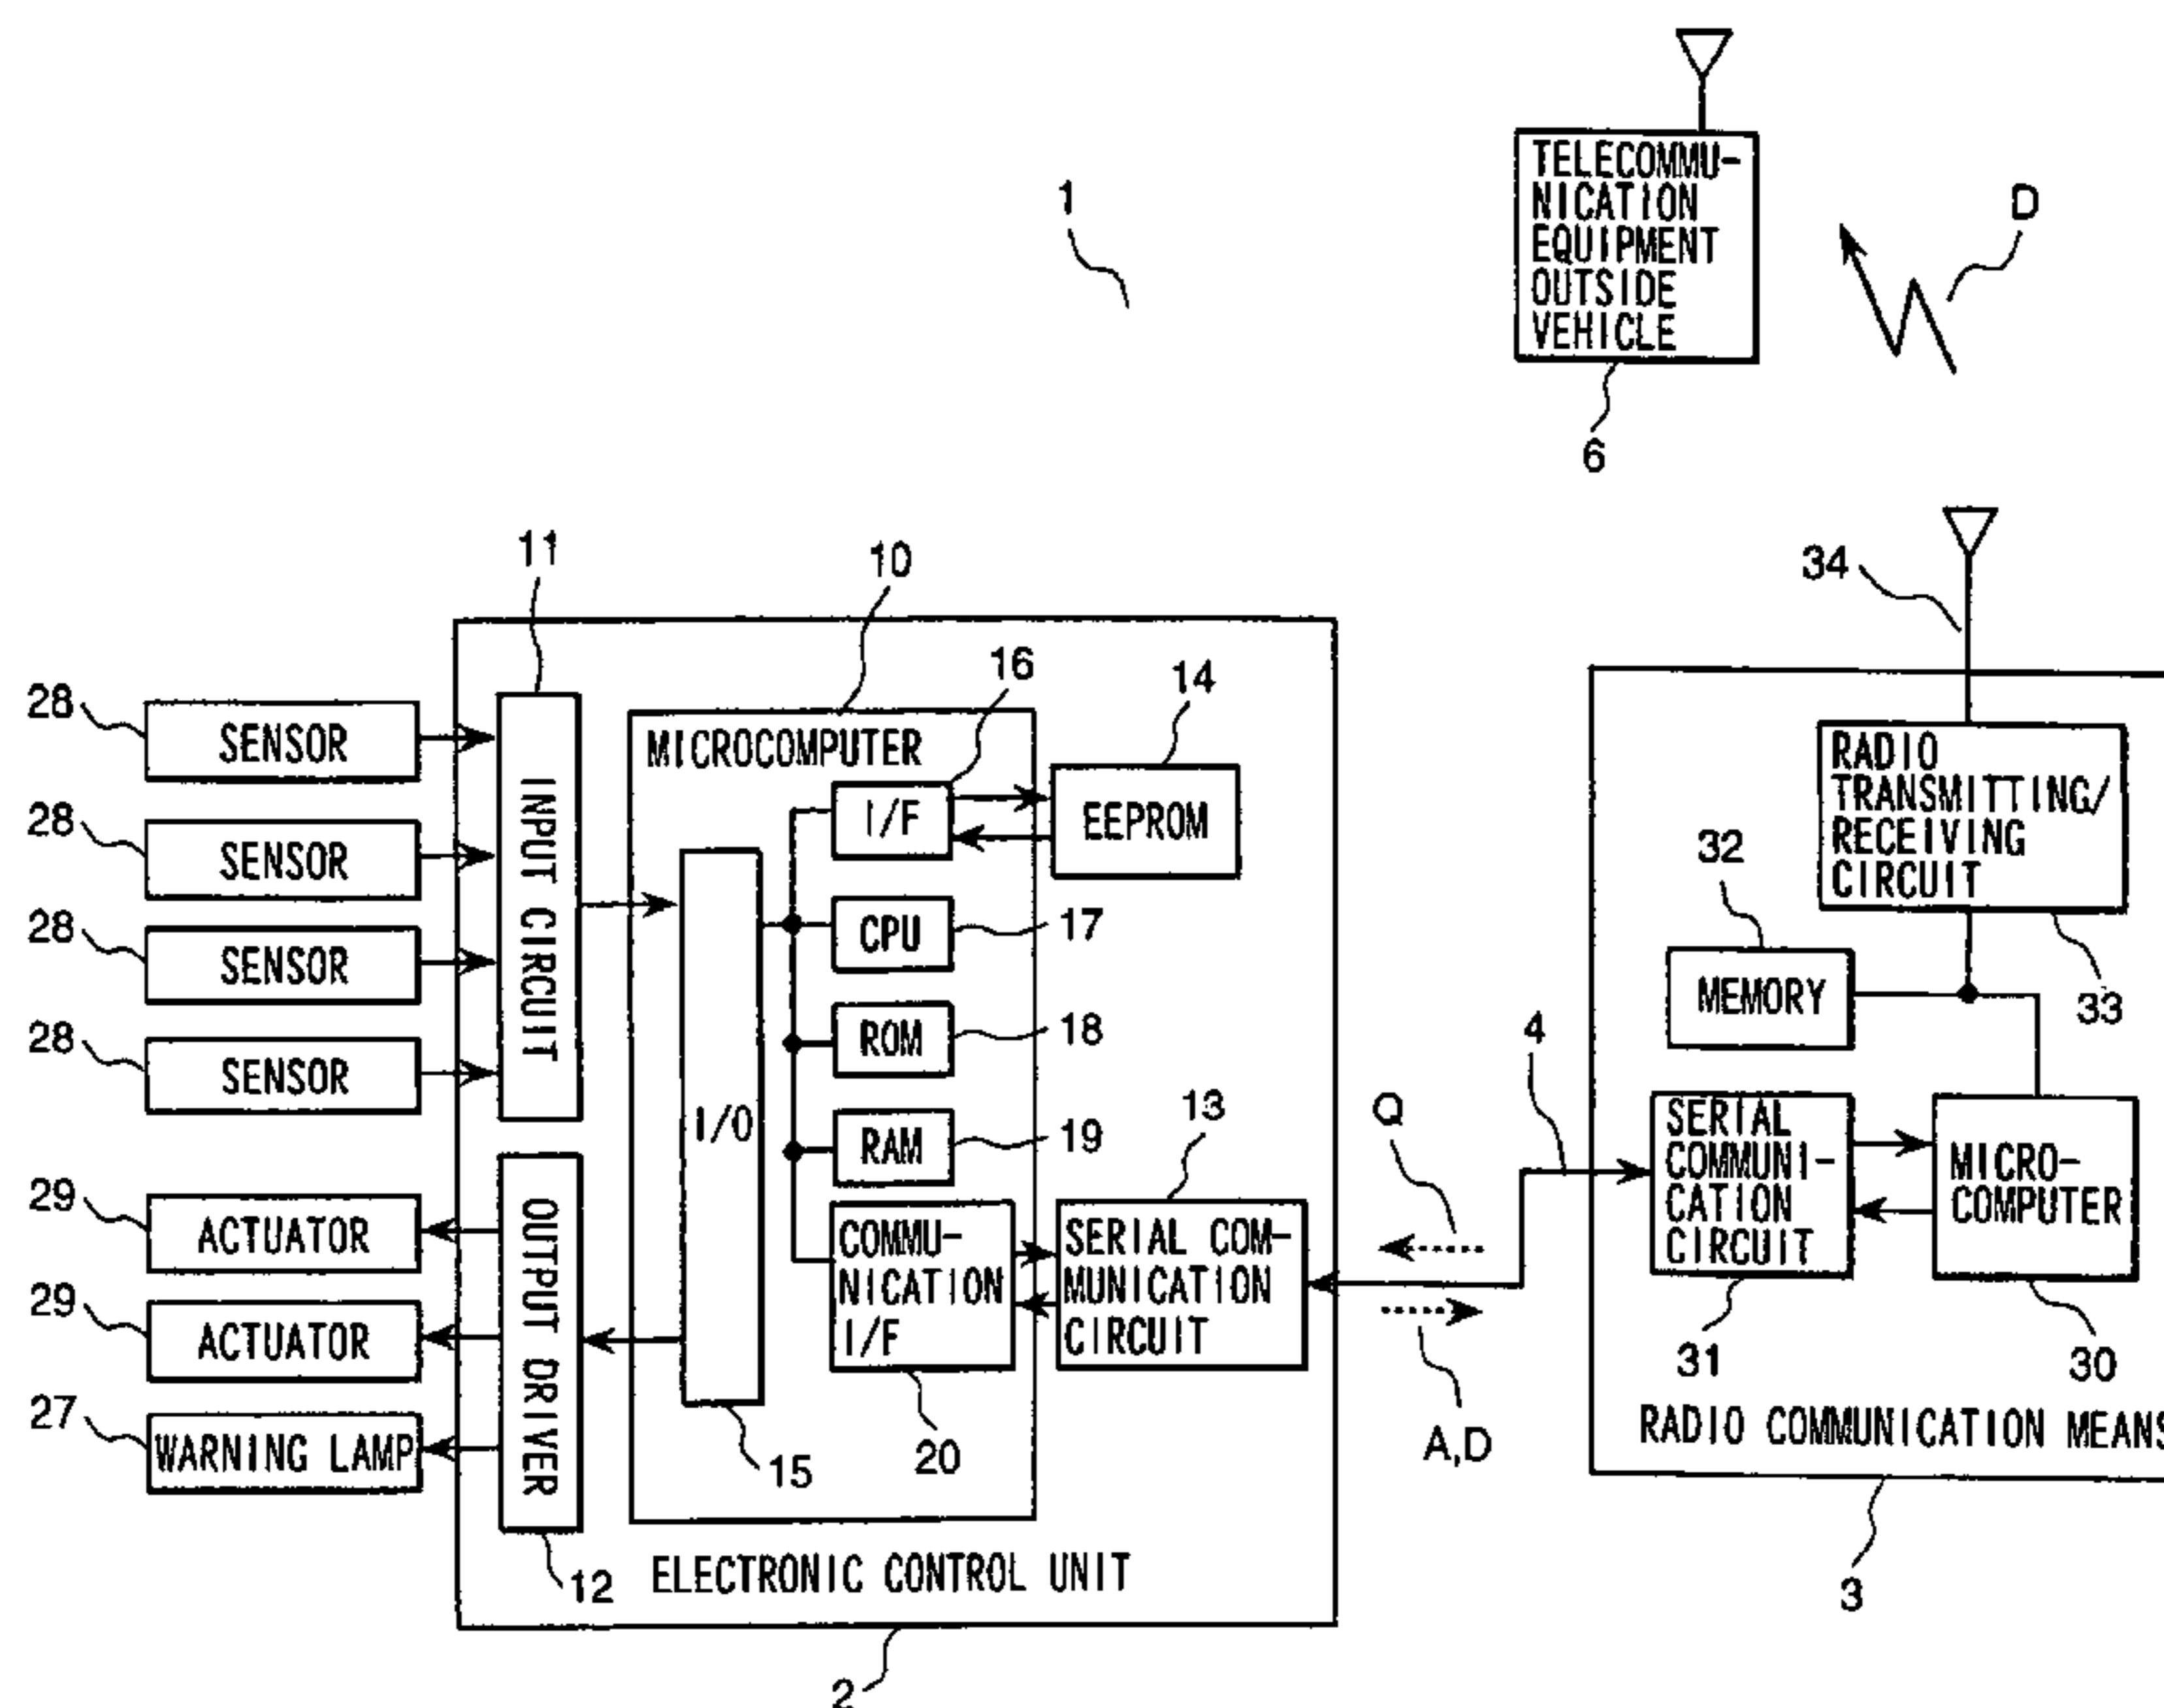 1
TELECOMMU-
NICATION
EQUIPMENT
OUTSIDE
VEHICLE
D
6
11
10
34
28
SENSOR
28
SENSOR
28
SENSOR
28
SENSOR
INPUT CIRCUIT
16
14
MICROCOMPUTER
I/F
EEPROM
CPU
17
ROM
18
RAM
19
I/O
13
COMMU-
NICATION
I/F
SERIAL COM-
MUNICATION
CIRCUIT
29
ACTUATOR
29
ACTUATOR
27
WARNING LAMP
OUTPUT DRIVER
15
20
12
ELECTRONIC CONTROL UNIT
2
Q
A,D
4
RADIO
TRANSMITTING/
RECEIVING
CIRCUIT
32
MEMORY
33
SERIAL
COMMUNI-
CATION
CIRCUIT
MICRO-
COMPUTER
31
30
RADIO COMMUNICATION MEANS
3